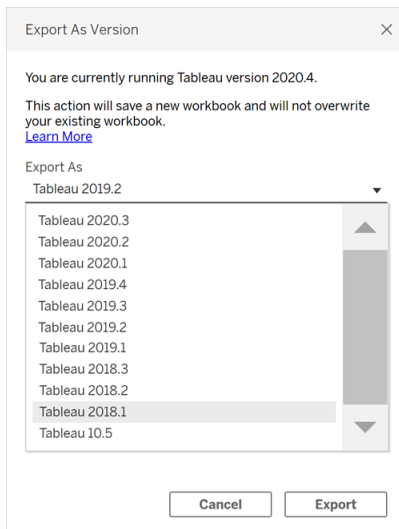 Export As Version
You are currently running Tableau version 2020.4.
This action will save a new workbook and will not overwrite
your existing workbook.
Learn More
Export As
Tableau 2019.2
Tableau 2020.3
Tableau 2020.2
Tableau 2020.1
Tableau 2019.4
Tableau 2019.3
Tableau 2019.2
Tableau 2019.1
Tableau 2018.3
Tableau 2018.2
Tableau 2018.1
Tableau 10.5
Cancel Export